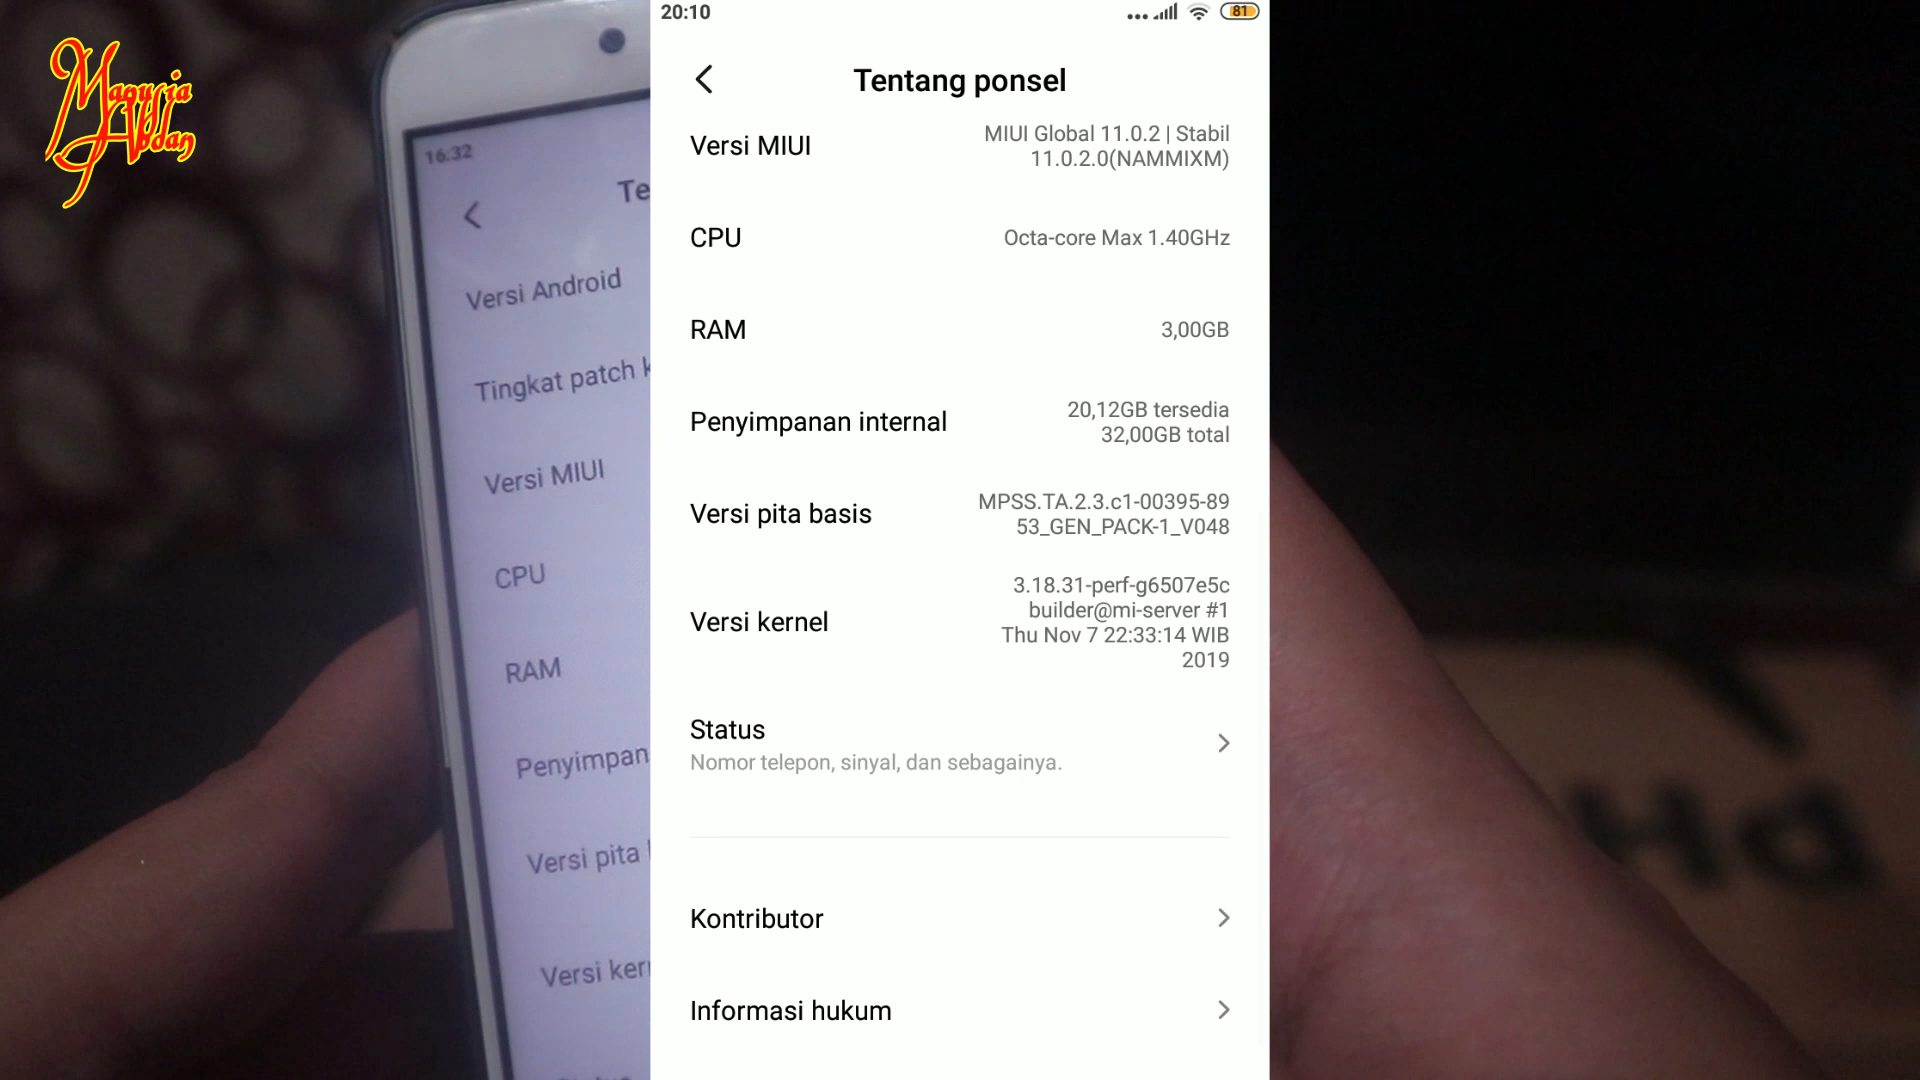 Maguria
Abdan
16:32
Te
Versi Android
Tingkat patch k
Versi MIUI
CPU
RAM
Penyimpan
Versi pita
Versi ker
20:10
81
Tentang ponsel
Versi MIUI
MIUI Global 11.0.2 | Stabil
11.0.2.0(NAMMIXM)
CPU
Octa-core Max 1.40GHz
RAM
3,00GB
Penyimpanan internal
20,12GB tersedia
32,00GB total
Versi pita basis
MPSS.TA.2.3.c1-00395-89
53_GEN_PACK-1_V048
Versi kernel
3.18.31-perf-g6507e5c
builder@mi-server #1
Thu Nov 7 22:33:14 WIB
2019
Status
Nomor telepon, sinyal, dan sebagainya.
Kontributor
Informasi hukum